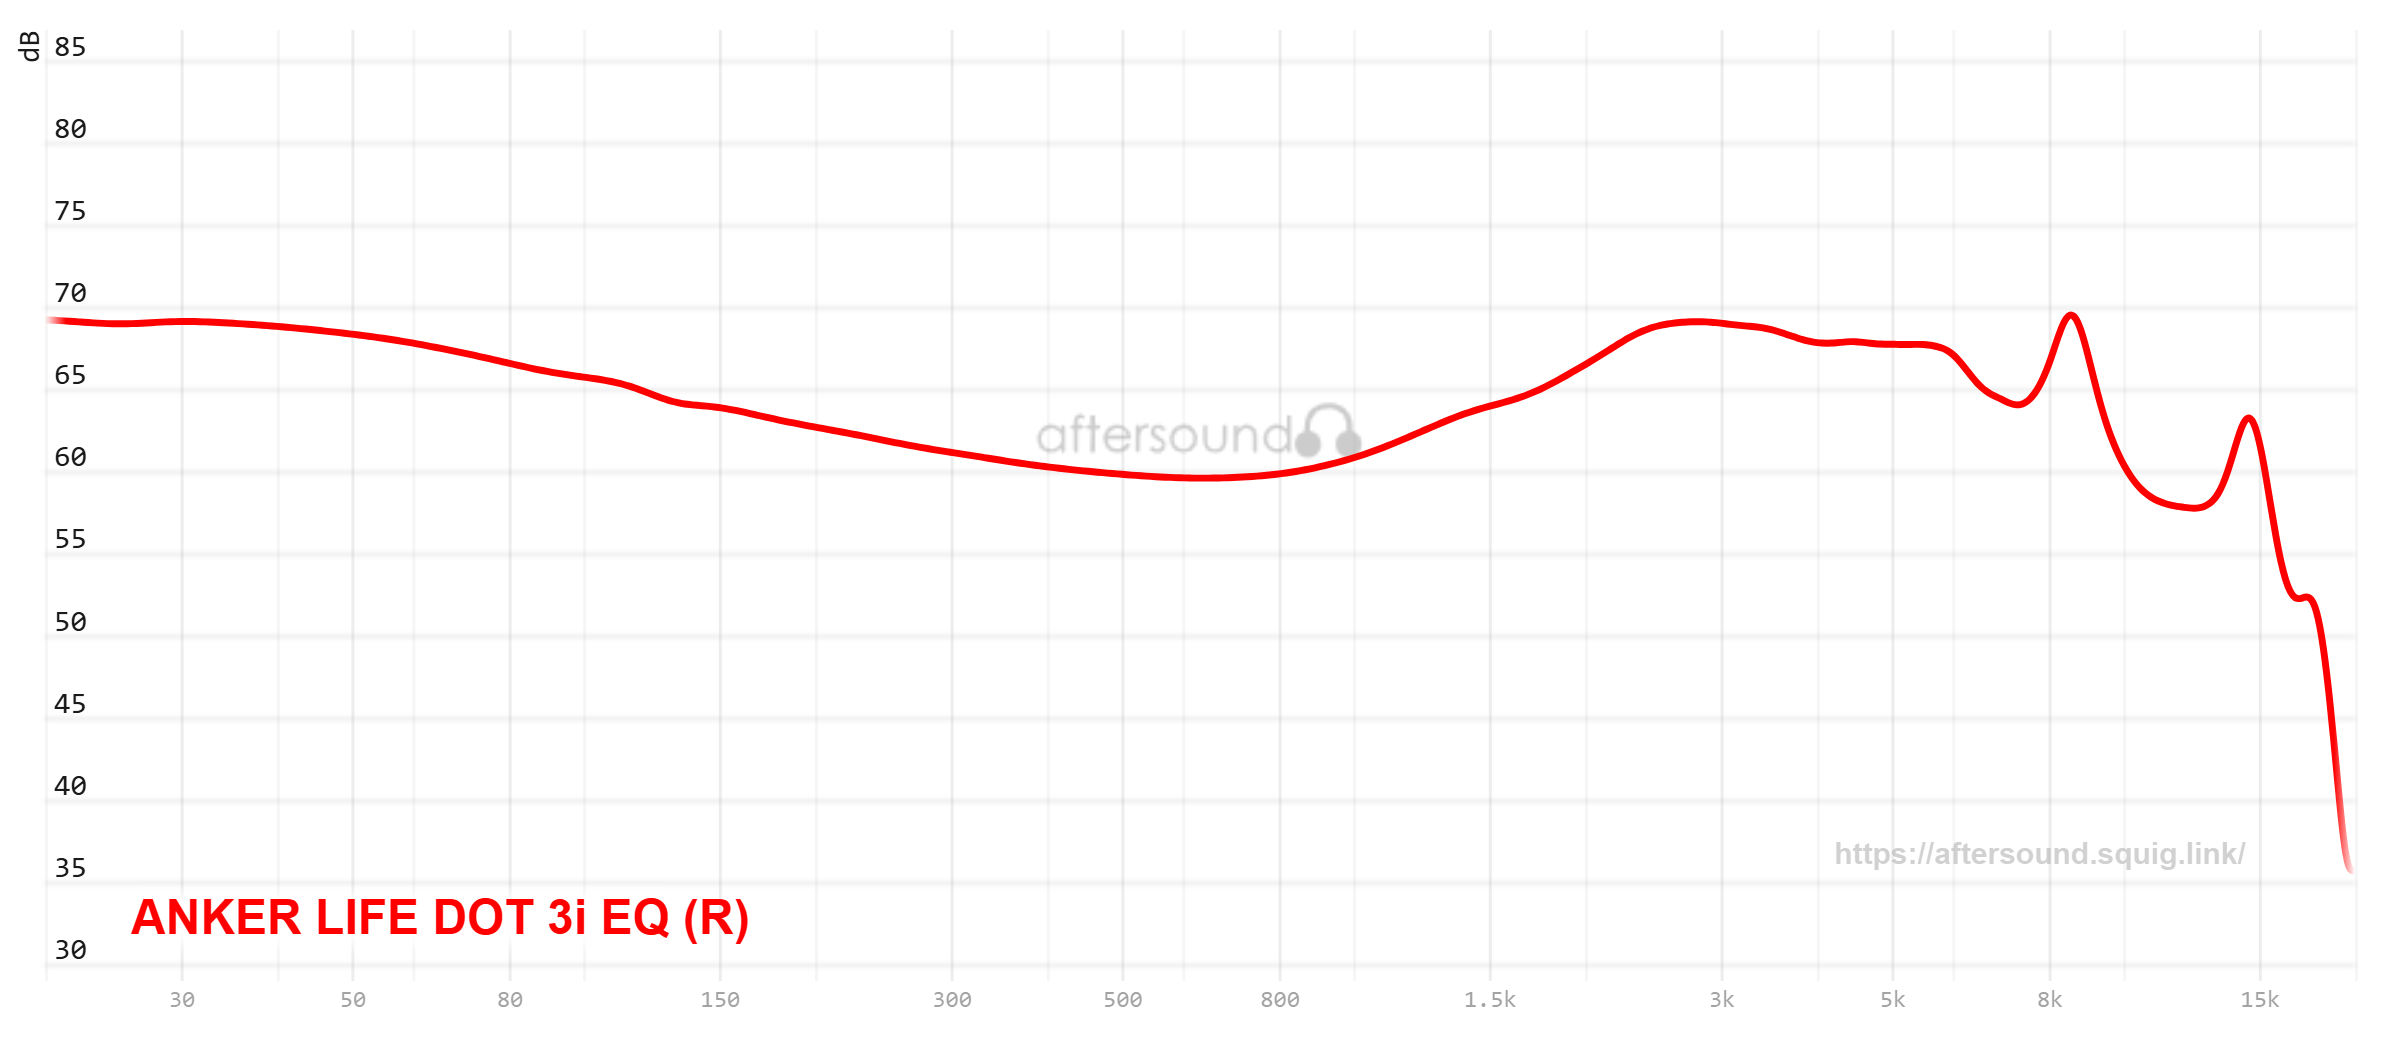 dB
85
80
75
70
65
60
aftersound
55
50
45
40
https://aftersound.squig.link/
35
ANKER LIFE DOT 3i EQ (R)
30
30 50 80 150 300 500 800 1.5k 3k 5k 8k 15k